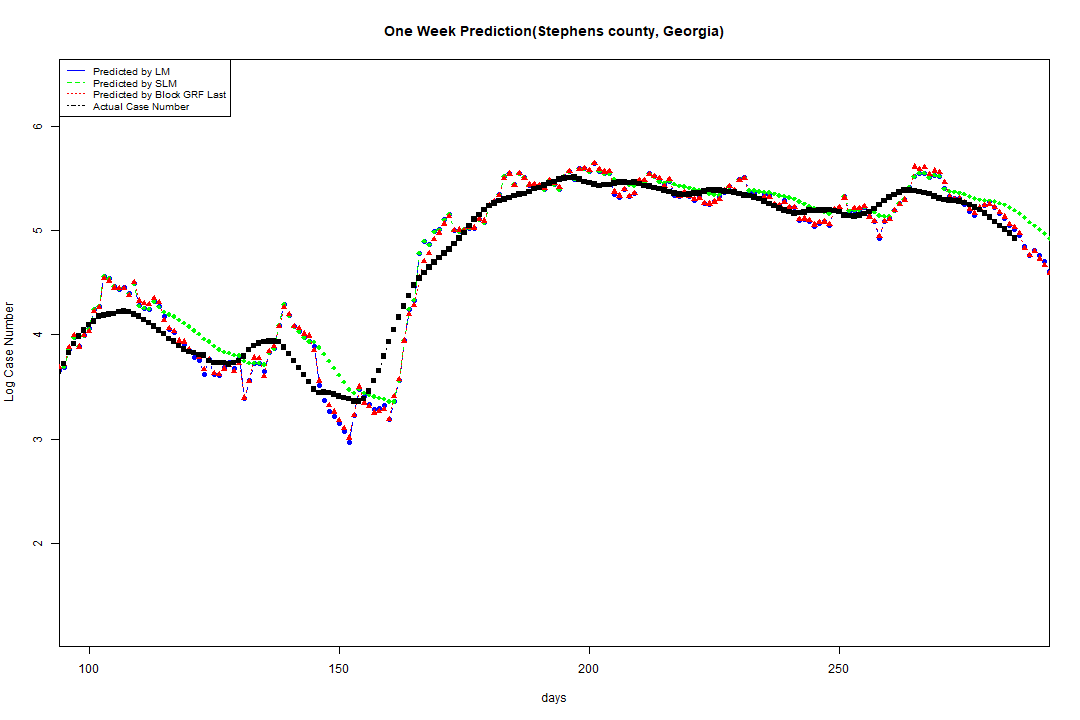 One Week Prediction(Stephens county, Georgia)
Predicted by LM
Predicted by SLM
Predicted by Block GRF Last
Actual Case Number
6
5
4
3
2
Log Case Number
100 150 200 250
days